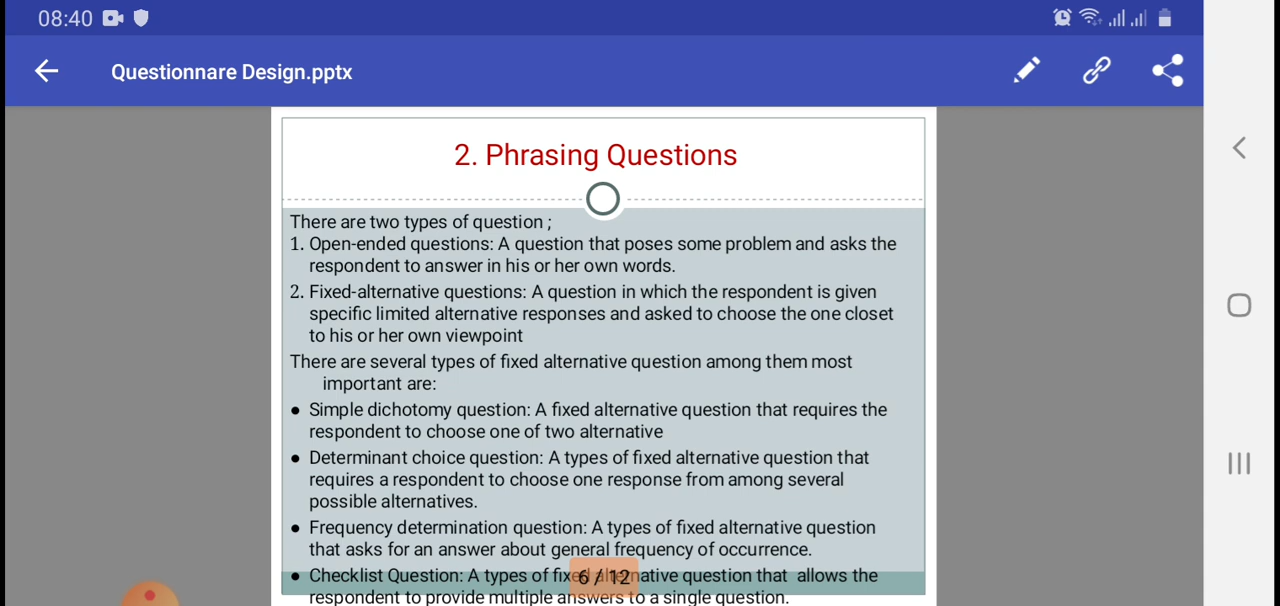 08:40
Questionnare Design.pptx
2. Phrasing Questions
There are two types of question ;
1. Open-ended questions: A question that poses some problem and asks the
respondent to answer in his or her own words.
2. Fixed-alternative questions: A question in which the respondent is given
specific limited alternative responses and asked to choose the one closet
to his or her own viewpoint
There are several types of fixed alternative question among them most
important are:
● Simple dichotomy question: A fixed alternative question that requires the
respondent to choose one of two alternative
● Determinant choice question: A types of fixed alternative question that
requires a respondent to choose one response from among several
possible alternatives.
● Frequency determination question: A types of fixed alternative question
that asks for an answer about general frequency of occurrence.
● Checklist Question: A types of fixed alternative question that allows the
respondent to provide multiple answers to a single question.
6 / 12